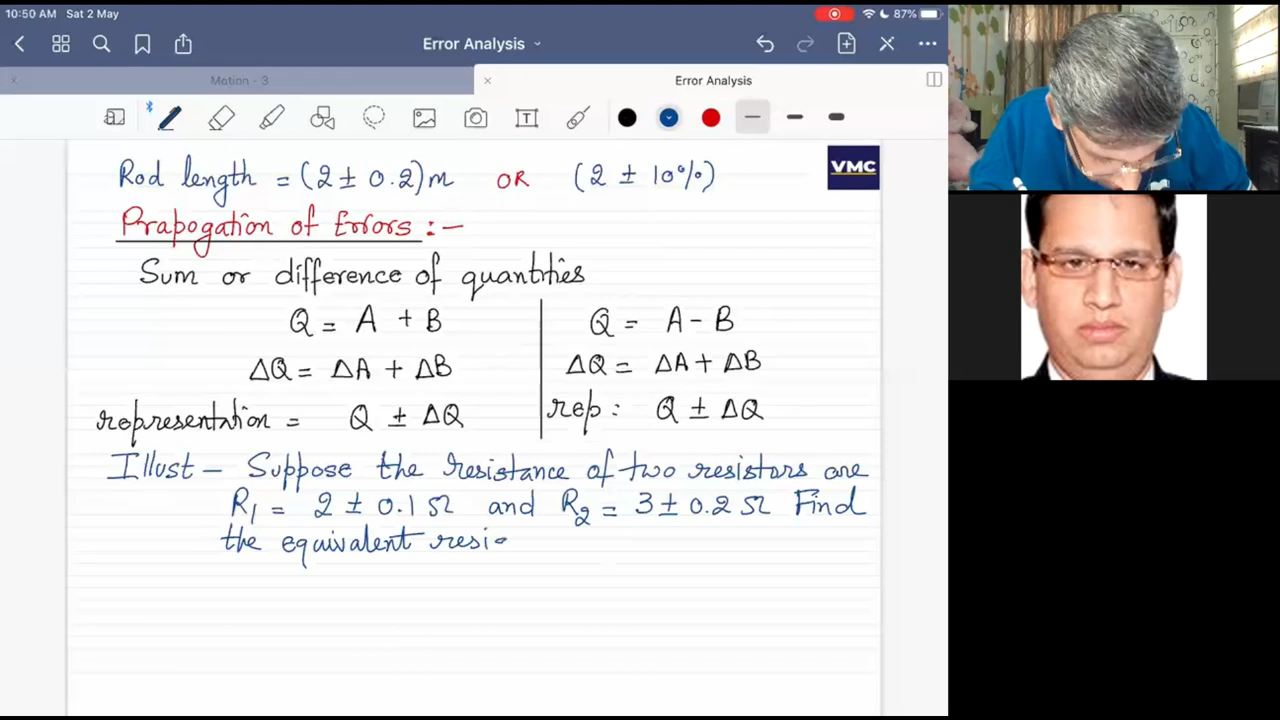 10:50 AM Sat 2 May
87%
Error Analysis
Motion - 3
Error Analysis
T
VMC
Rod length = (2 ± 0.2) m OR (2 ± 10%)
Prapogation of Errors :-
Sum or difference of quantities
Q = A + B
ΔQ = ΔA + ΔB
representation = Q ± ΔQ
Q = A - B
ΔQ = ΔA + ΔB
rep : Q ± ΔQ
Illust - Suppose the resistance of two resistors are
R₁ = 2 ± 0.1 Ω and R₂ = 3 ± 0.2 Ω Find
the equivalent resi